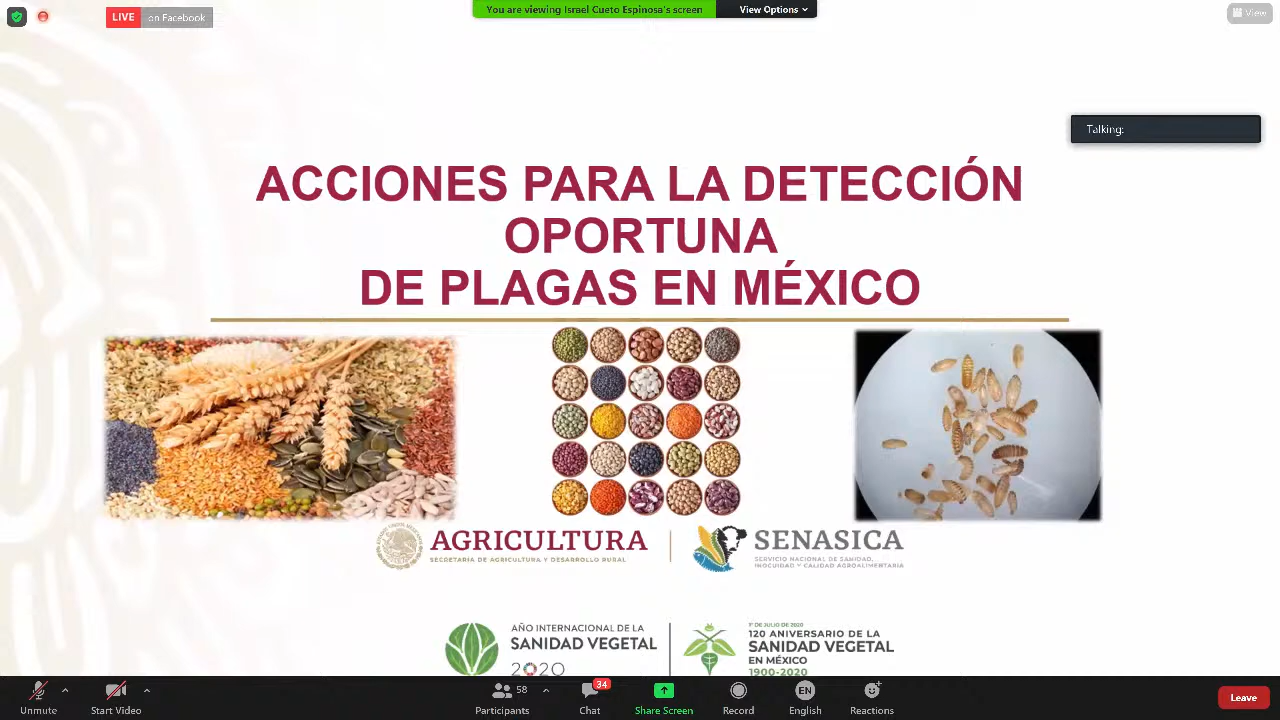 LIVE on Facebook
You are viewing Israel Cueto Espinosa's screen
View Options
View
Talking:
ACCIONES PARA LA DETECCIÓN
OPORTUNA
DE PLAGAS EN MÉXICO
AGRICULTURA
SECRETARÍA DE AGRICULTURA Y DESARROLLO RURAL
SENASICA
SERVICIO NACIONAL DE SANIDAD,
INOCUIDAD Y CALIDAD AGROALIMENTARIA
AÑO INTERNACIONAL DE LA
SANIDAD VEGETAL
2020
1º DE JULIO DE 2020
120 ANIVERSARIO DE LA
SANIDAD VEGETAL
EN MÉXICO
1900-2020
Unmute
Start Video
58
Participants
34
Chat
Share Screen
Record
EN
English
Reactions
Leave